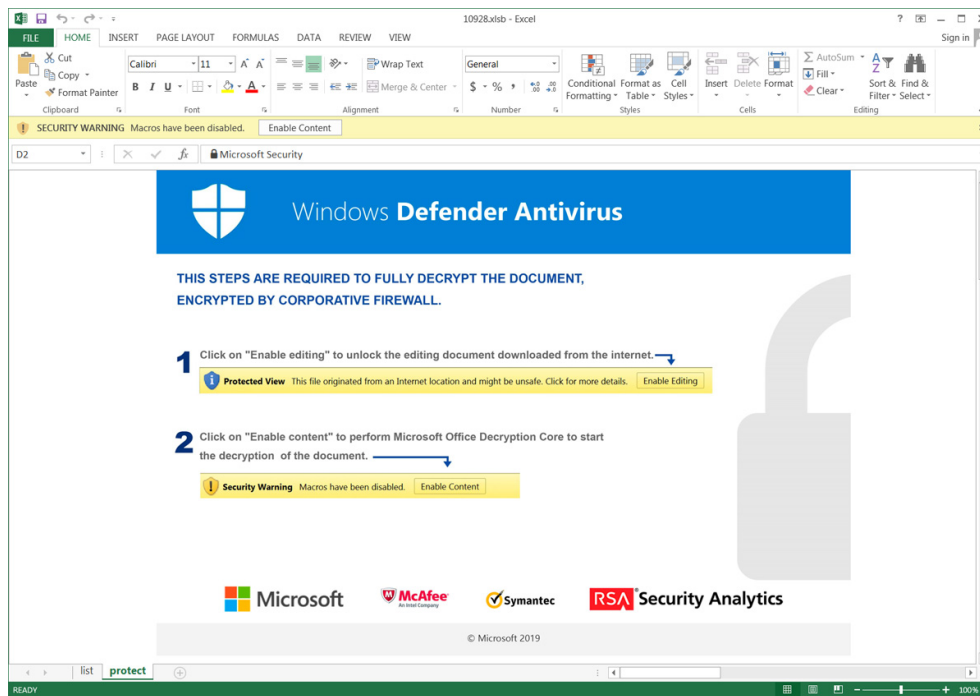 10928.xlsb - Excel
?
FILE HOME INSERT PAGE LAYOUT FORMULAS DATA REVIEW VIEW Sign in
Paste
Cut
Copy
Format Painter
Clipboard
Calibri 11 A A
B I U A
Font
Wrap Text
Merge & Center
Alignment
General
$ % , .00 .00
Number
Conditional Formatting
Format as Table
Cell Styles
Styles
Insert Delete Format
Cells
AutoSum
Fill
Clear
Sort & Filter
Find & Select
Editing
SECURITY WARNING Macros have been disabled. Enable Content
D2 fx Microsoft Security
Windows Defender Antivirus
THIS STEPS ARE REQUIRED TO FULLY DECRYPT THE DOCUMENT,
ENCRYPTED BY CORPORATIVE FIREWALL.
1 Click on "Enable editing" to unlock the editing document downloaded from the internet.
Protected View This file originated from an Internet location and might be unsafe. Click for more details. Enable Editing
2 Click on "Enable content" to perform Microsoft Office Decryption Core to start
the decryption of the document.
Security Warning Macros have been disabled. Enable Content
Microsoft
McAfee
An Intel Company
Symantec
RSA Security Analytics
© Microsoft 2019
list protect
READY 100%